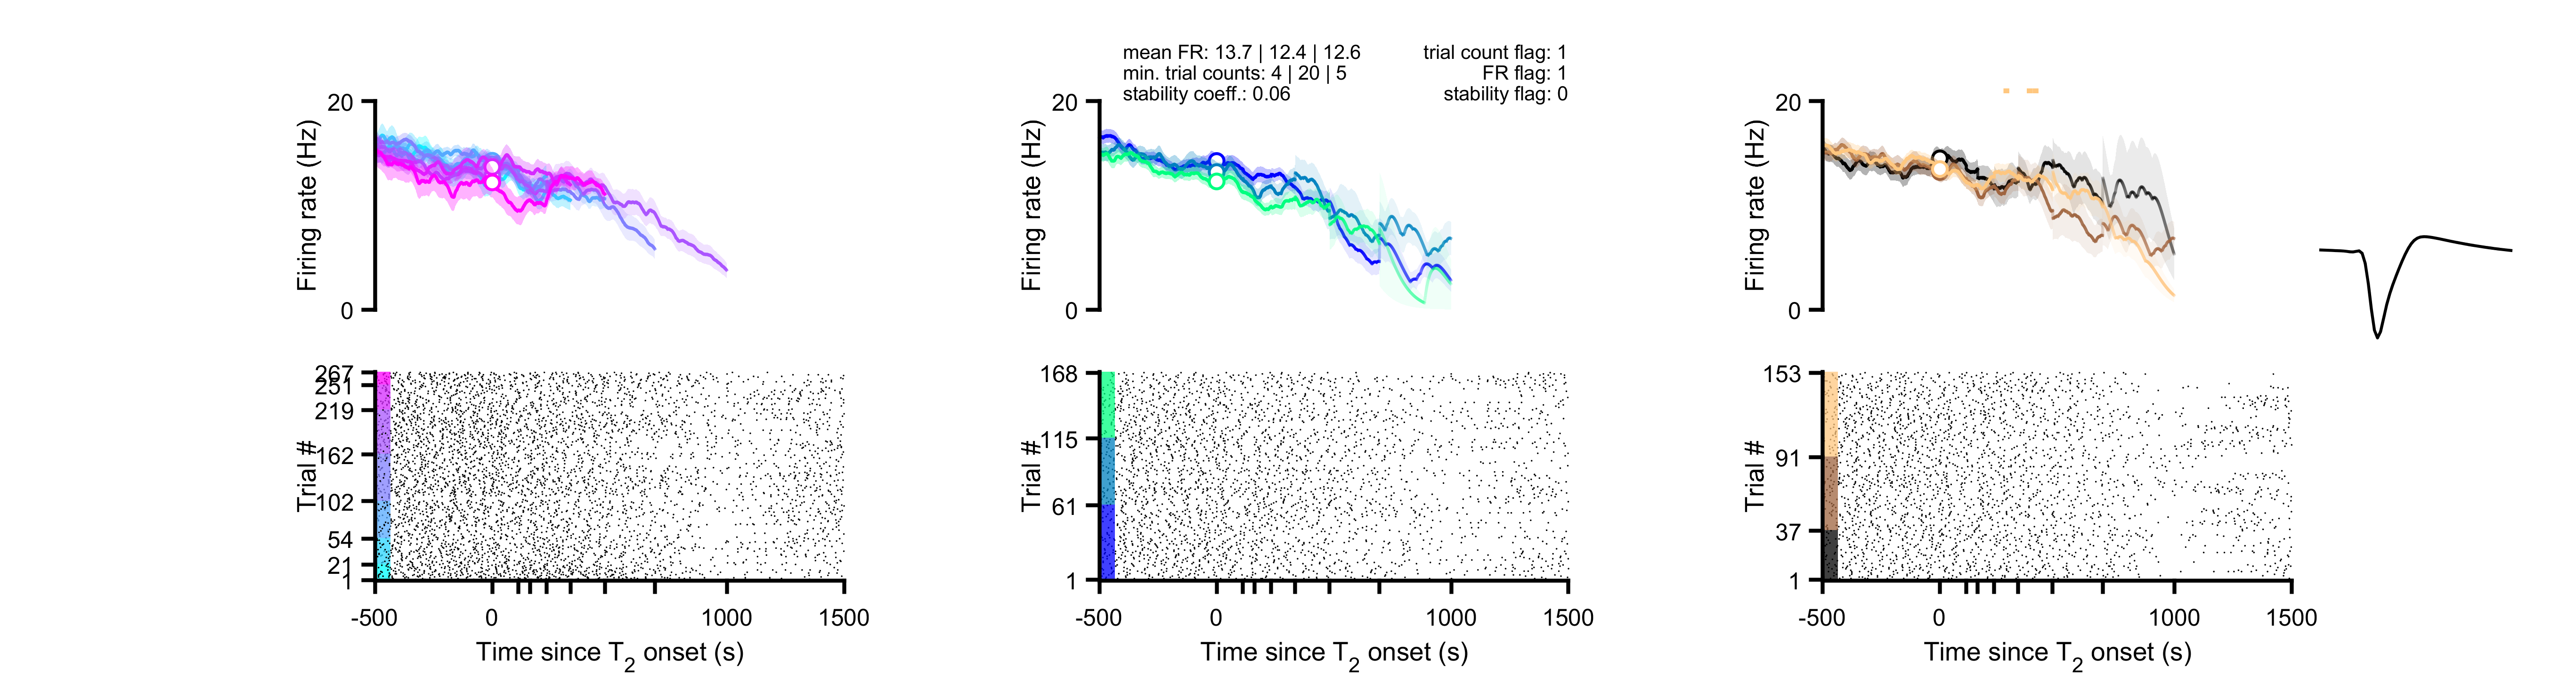 mean FR: 13.7 | 12.4 | 12.6
trial count flag: 1
min. trial counts: 4 | 20 | 5
FR flag: 1
stability coeff.: 0.06
stability flag: 0
20
Firing rate (Hz)
0
20
Firing rate (Hz)
0
20
Firing rate (Hz)
0
267
251
219
162
102
54
21
1
Trial #
-500
0
1000
1500
Time since T2 onset (s)
168
115
61
1
Trial #
-500
0
1000
1500
Time since T2 onset (s)
153
91
37
1
Trial #
-500
0
1000
1500
Time since T2 onset (s)